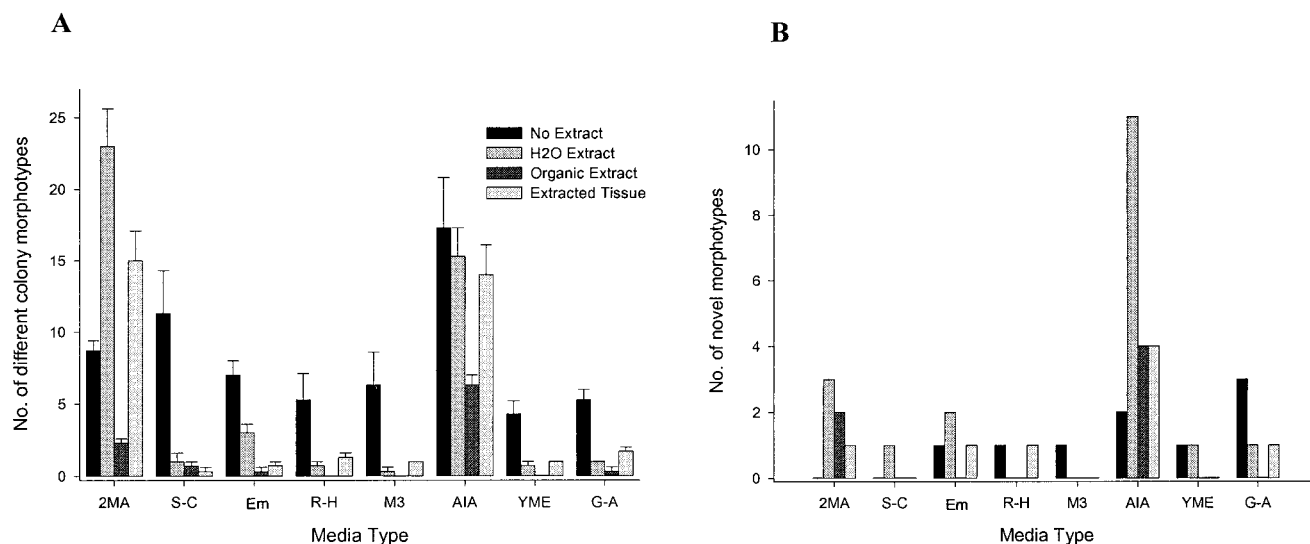 A
No. of different colony morphotypes
25
20
15
10
5
0
No Extract
H2O Extract
Organic Extract
Extracted Tissue
2MA S-C Em R-H M3 AIA YME G-A
Media Type
B
No. of novel morphotypes
10
8
6
4
2
0
2MA S-C Em R-H M3 AIA YME G-A
Media Type